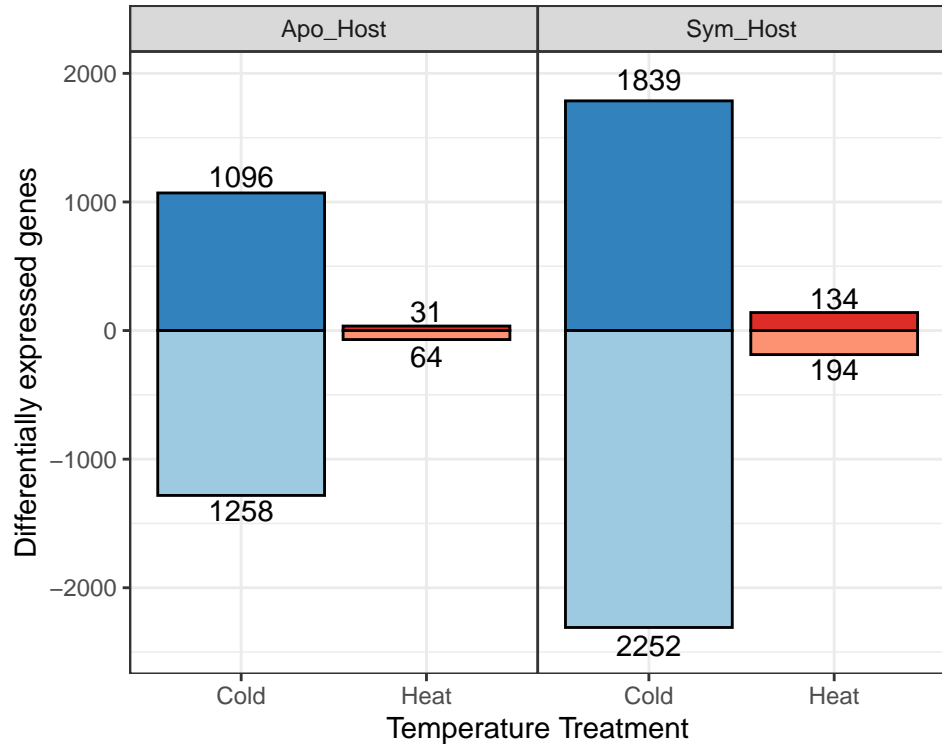 Apo_Host
Sym_Host
Differentially expressed genes
2000
1000
0
−1000
−2000
1096
1258
31
64
1839
2252
134
194
Cold
Heat
Cold
Heat
Temperature Treatment